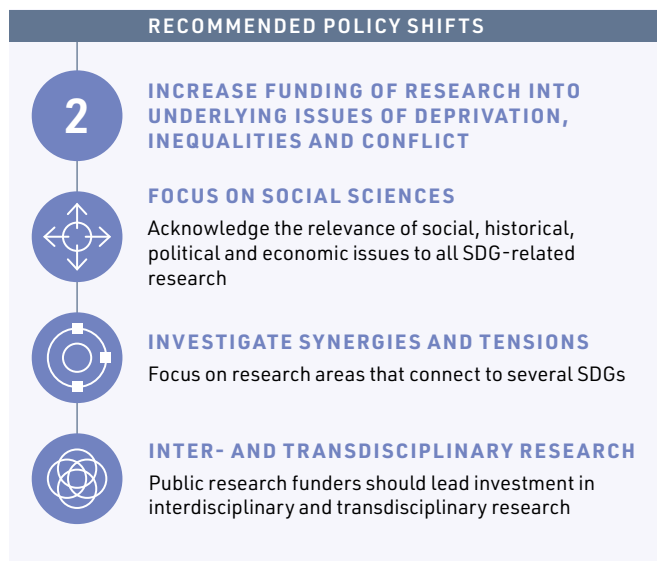 RECOMMENDED POLICY SHIFTS
2
INCREASE FUNDING OF RESEARCH INTO
UNDERLYING ISSUES OF DEPRIVATION,
INEQUALITIES AND CONFLICT
FOCUS ON SOCIAL SCIENCES
Acknowledge the relevance of social, historical,
political and economic issues to all SDG-related
research
INVESTIGATE SYNERGIES AND TENSIONS
Focus on research areas that connect to several SDGs
INTER- AND TRANSDISCIPLINARY RESEARCH
Public research funders should lead investment in
interdisciplinary and transdisciplinary research